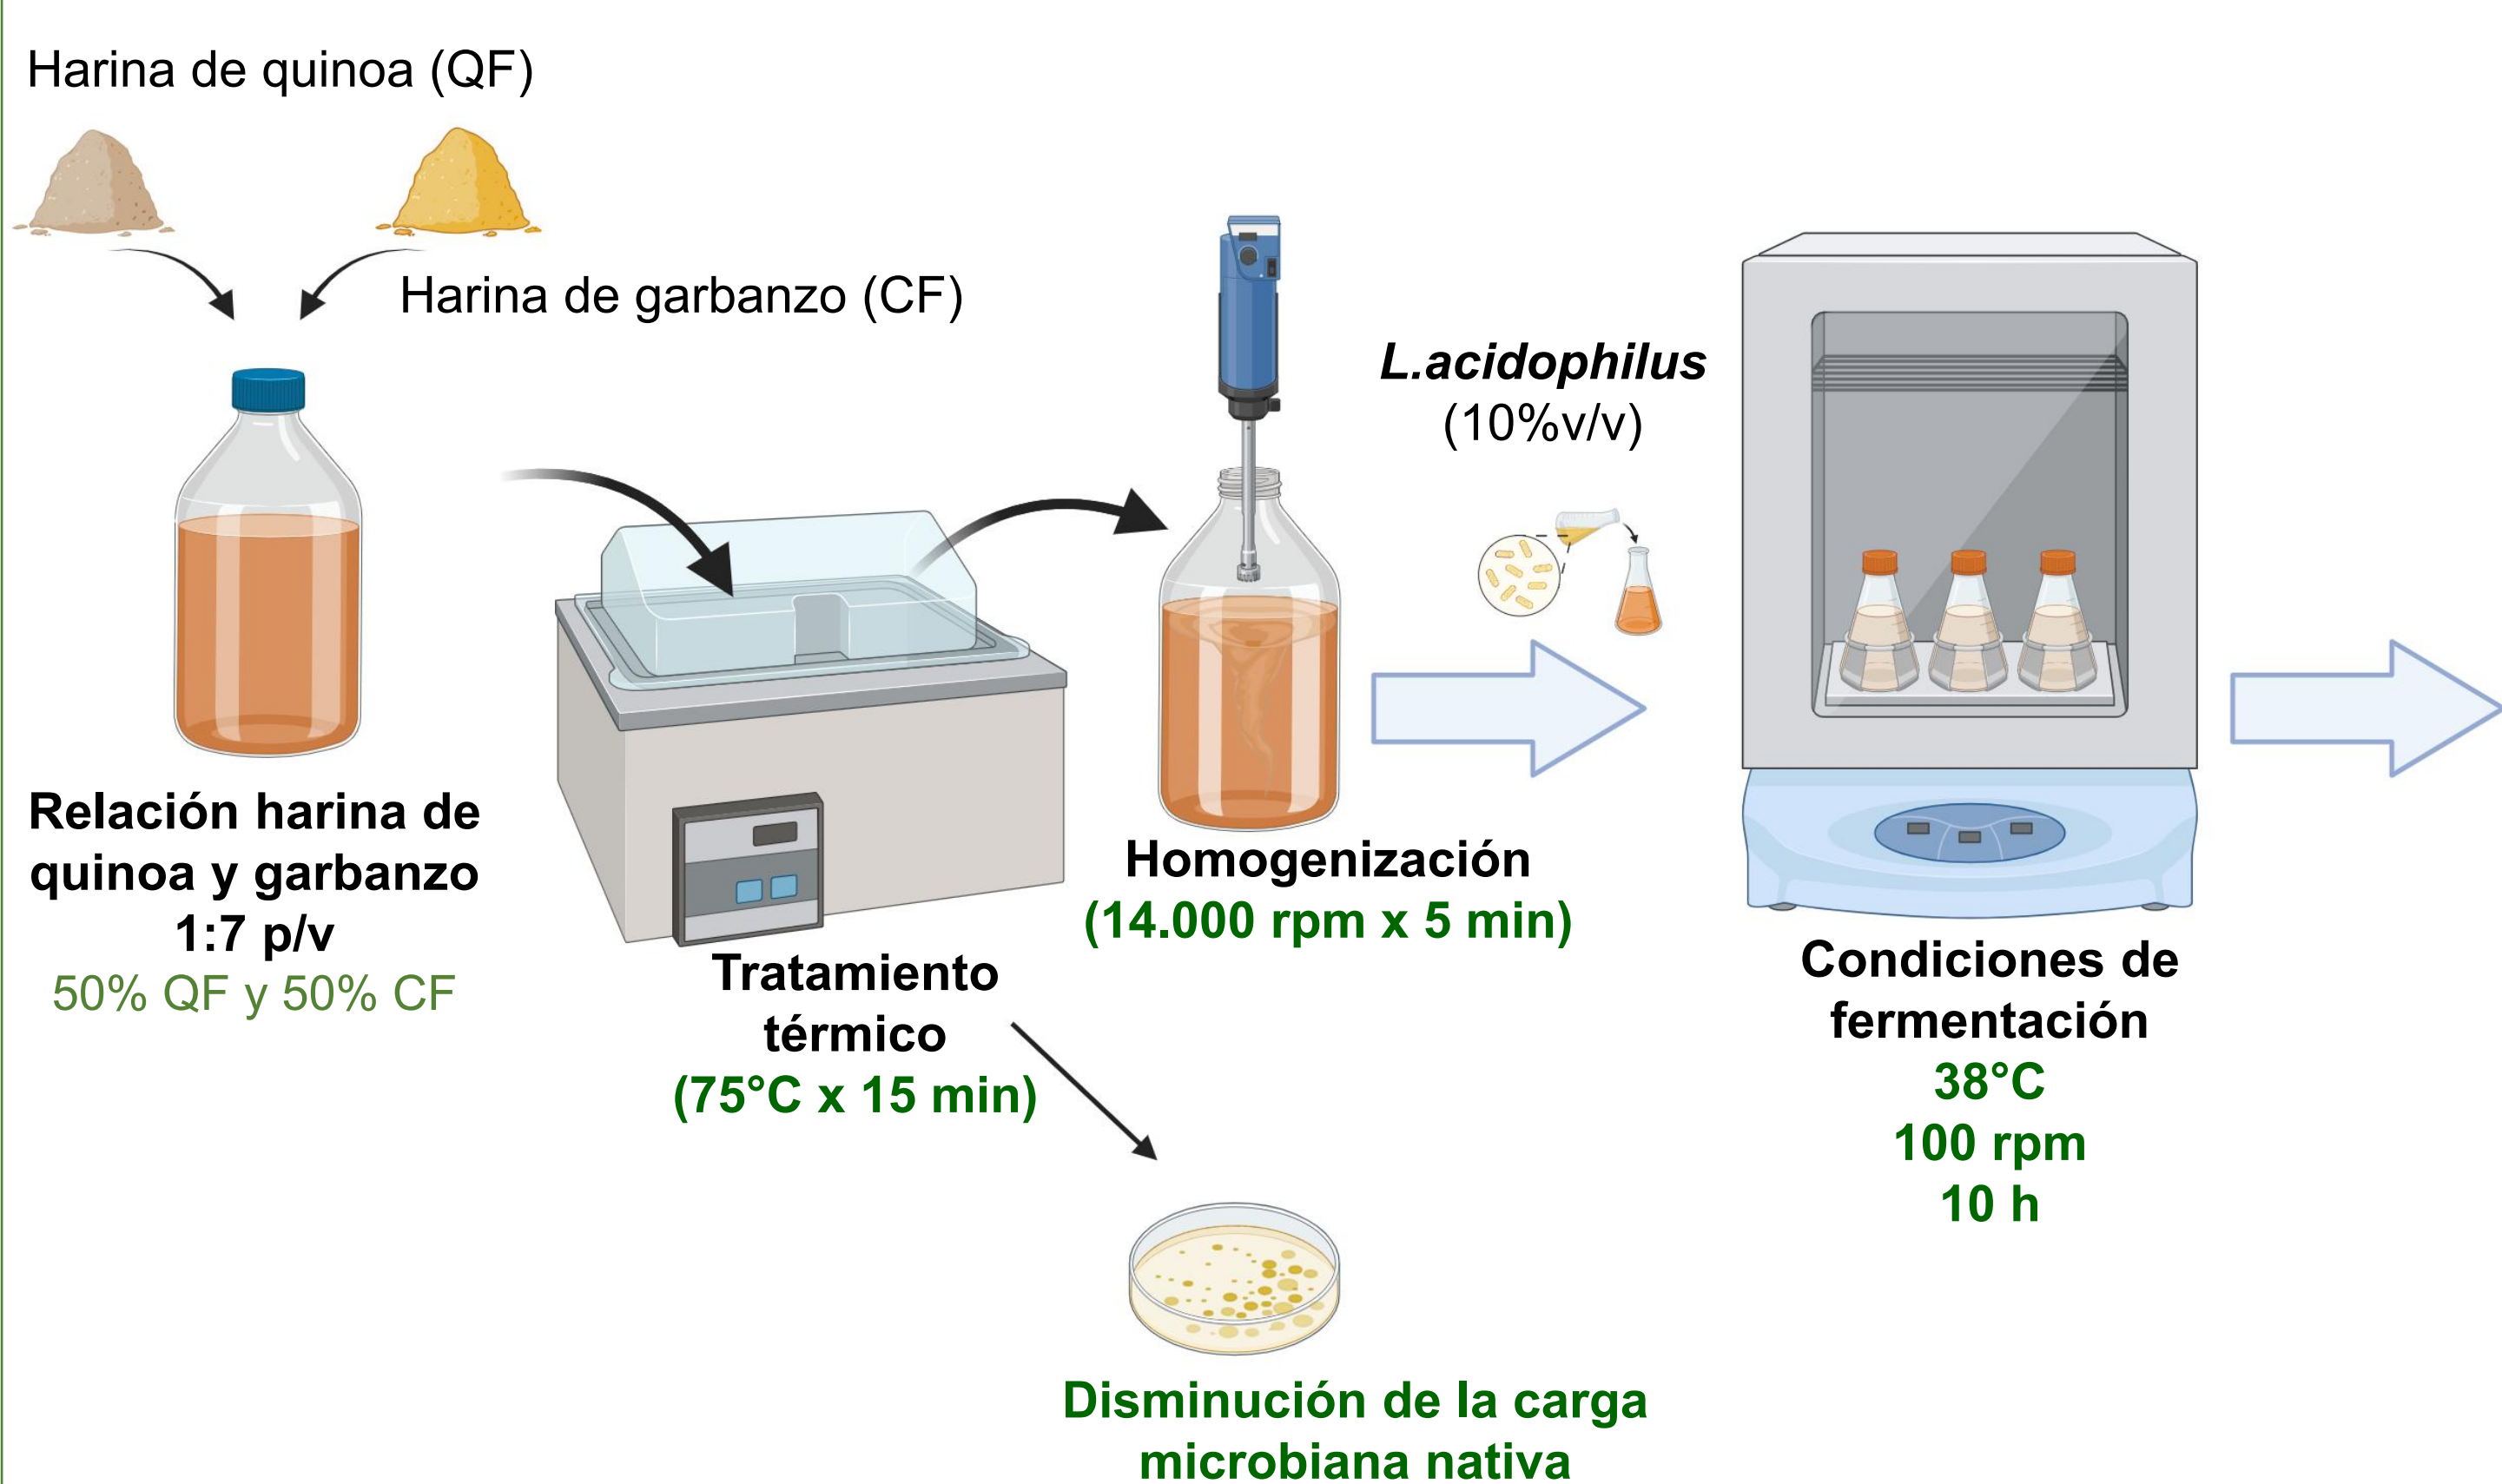 Harina de quinoa (QF)
Harina de garbanzo (CF)
Relación harina de
quinoa y garbanzo
1:7 p/v
50% QF y 50% CF
Tratamiento
térmico
(75°C x 15 min)
Disminución de la carga
microbiana nativa
Homogenización
(14.000 rpm x 5 min)
L.acidophilus
(10%v/v)
Condiciones de
fermentación
38°C
100 rpm
10 h